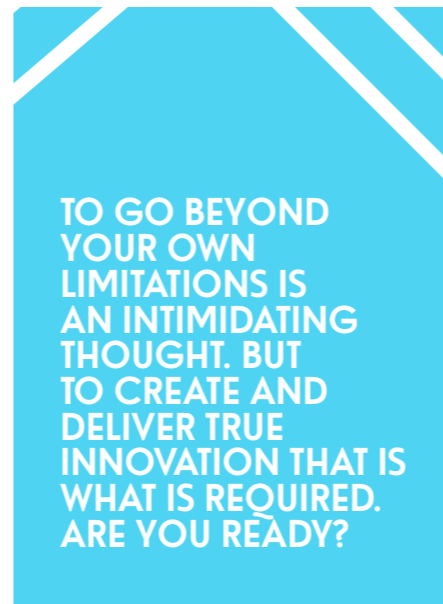 TO GO BEYOND
YOUR OWN
LIMITATIONS IS
AN INTIMIDATING
THOUGHT. BUT
TO CREATE AND
DELIVER TRUE
INNOVATION THAT IS
WHAT IS REQUIRED.
ARE YOU READY?